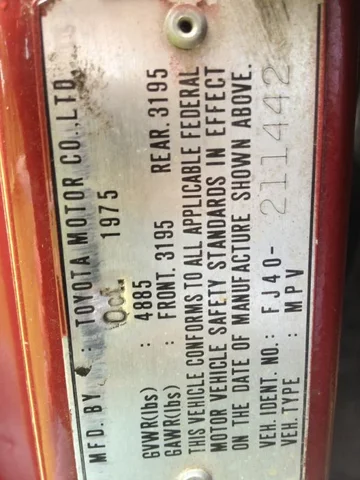 MFD. BY : TOYOTA MOTOR CO., LTD.
Oct. 1975
GVWR(lbs) : 4885
GAWR(lbs) : FRONT. 3195 REAR. 3195
THIS VEHICLE CONFORMS TO ALL APPLICABLE FEDERAL
MOTOR VEHICLE SAFETY STANDARDS IN EFFECT
ON THE DATE OF MANUFACTURE SHOWN ABOVE.
VEH. IDENT. NO.: FJ40-211442
VEH. TYPE : MPV